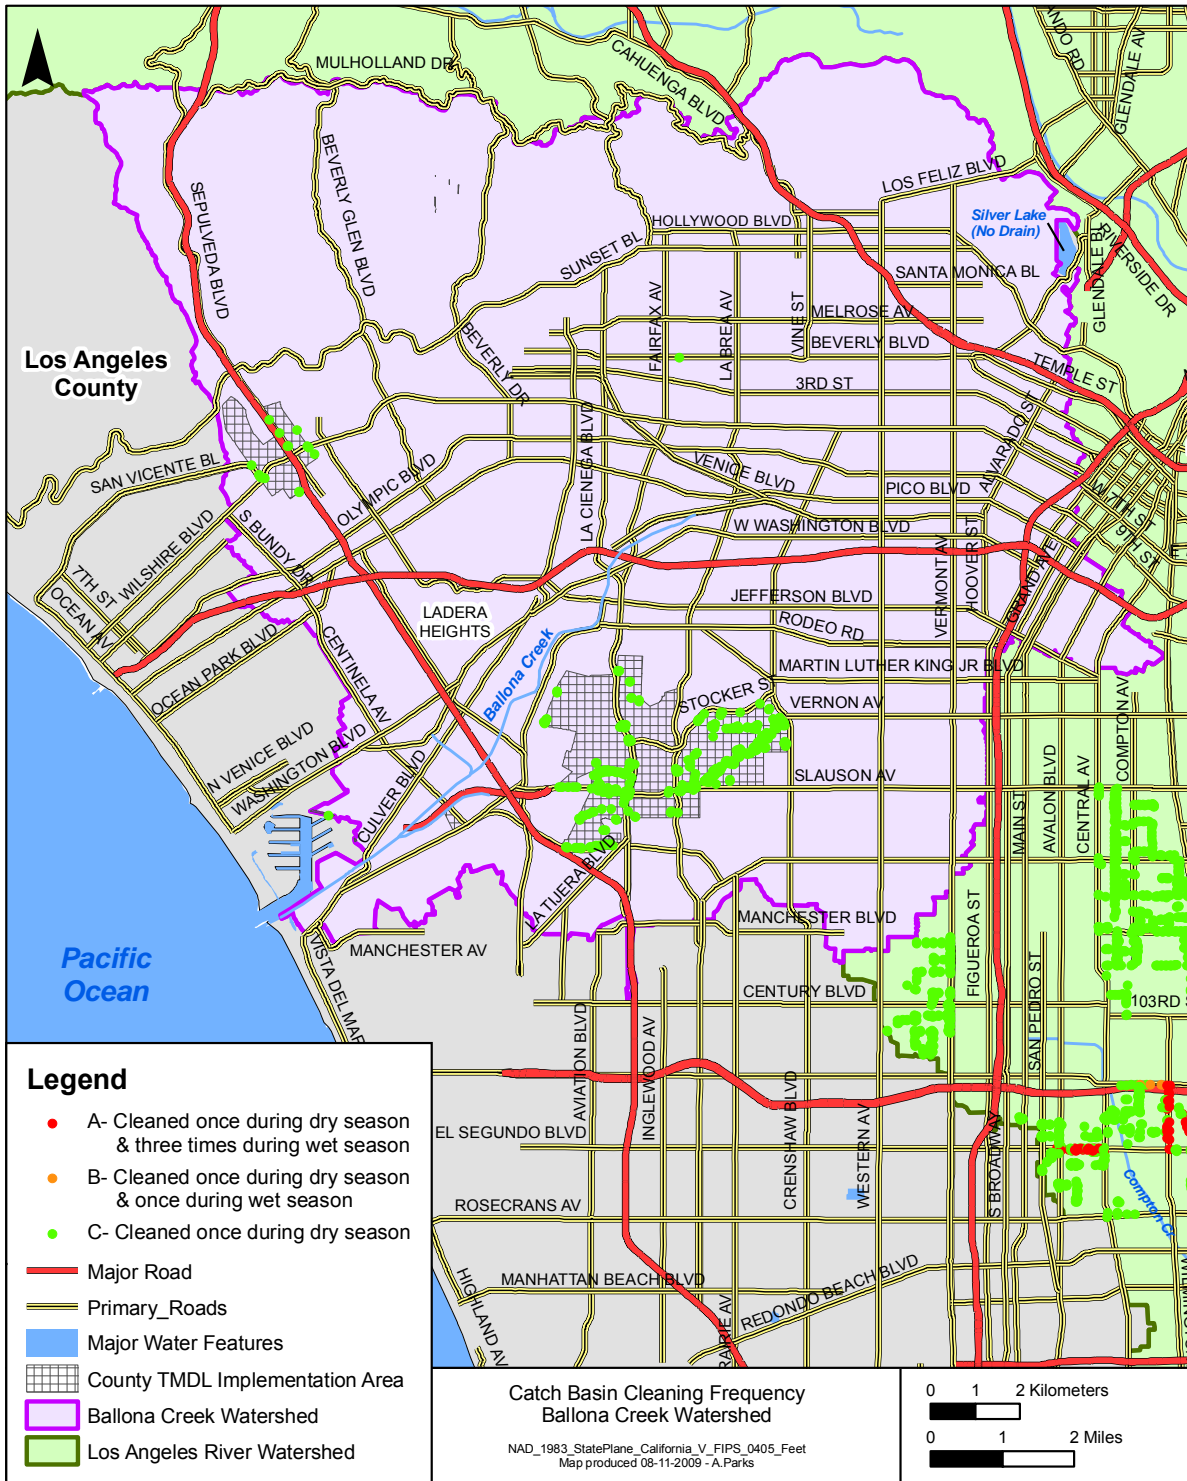 MULHOLLAND DR
CAHUENGA BLVD
GLENDALE AV
SEPULVEDA BLVD
BEVERLY GLEN BLVD
LOS FELIZ BLVD
HOLLYWOOD BLVD
Silver Lake
(No Drain)
SUNSET BL
SANTA MONICA BL
RIVERSIDE DR
GLENDALE BL
FAIRFAX AV
LA BREA AV
VINE ST
MELROSE AV
BEVERLY BLVD
BEVERLY DR
Los Angeles
County
3RD ST
TEMPLE ST
ALVARADO ST
LA CIENEGA BLVD
SAN VICENTE BL
OLYMPIC BLVD
VENICE BLVD
PICO BLVD
W 7TH ST
9TH ST
WILSHIRE BLVD
S BUNDY DR
W WASHINGTON BLVD
VERMONT AV
HOOVER ST
GRAND AVE
E
7TH ST
OCEAN AV
JEFFERSON BLVD
LADERA
HEIGHTS
RODEO RD
OCEAN PARK BLVD
CENTINELA AV
Ballona Creek
MARTIN LUTHER KING JR BLVD
STOCKER ST
VERNON AV
COMPTON AV
N VENICE BLVD
WASHINGTON BLVD
CULVER BLVD
SLAUSON AV
MAIN ST
AVALON BLVD
CENTRAL AV
LA TIJERA BLVD
MANCHESTER BLVD
MANCHESTER AV
FIGUEROA ST
Pacific
Ocean
VISTA DEL MAR
CENTURY BLVD
SAN PEDRO ST
103RD
AVIATION BLVD
INGLEWOOD AV
CRENSHAW BLVD
WESTERN AV
EL SEGUNDO BLVD
S BROADWAY
Compton Cr
ROSECRANS AV
MANHATTAN BEACH BLVD
HIGHLAND AV
REDONDO BEACH BLVD
Legend
A- Cleaned once during dry season
& three times during wet season
B- Cleaned once during dry season
& once during wet season
C- Cleaned once during dry season
Major Road
Primary_Roads
Major Water Features
County TMDL Implementation Area
Ballona Creek Watershed
Los Angeles River Watershed
Catch Basin Cleaning Frequency
Ballona Creek Watershed
NAD_1983_StatePlane_California_V_FIPS_0405_Feet
Map produced 08-11-2009 - A.Parks
0 1 2 Kilometers
0 1 2 Miles